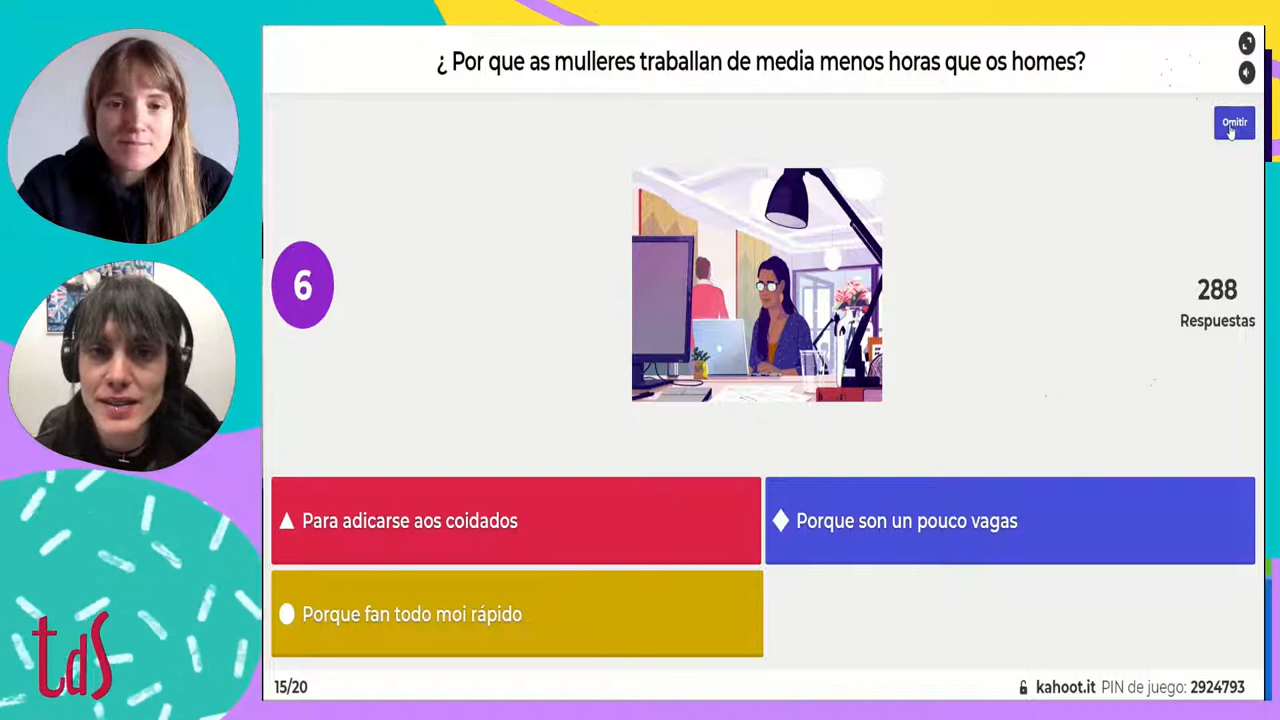 ¿ Por que as mulleres traballan de media menos horas que os homes?
Omitir
6
288
Respuestas
Para adicarse aos coidados
Porque son un pouco vagas
Porque fan todo moi rápido
15/20
kahoot.it PIN de juego: 2924793
tds